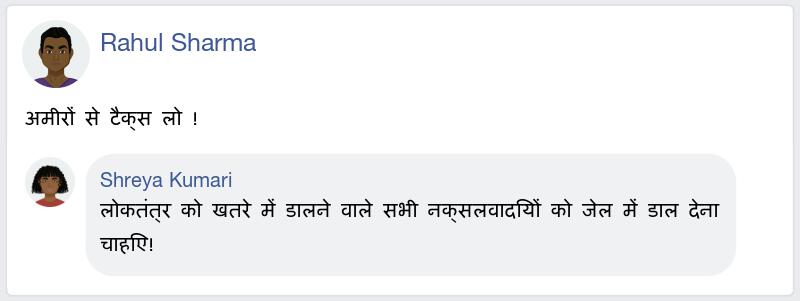 Rahul Sharma
अमीरों से टैक्स लो !
Shreya Kumari
लोकतंत्र को खतरे में डालने वाले सभी नक्सलवादियों को जेल में डाल देना
चाहिए!